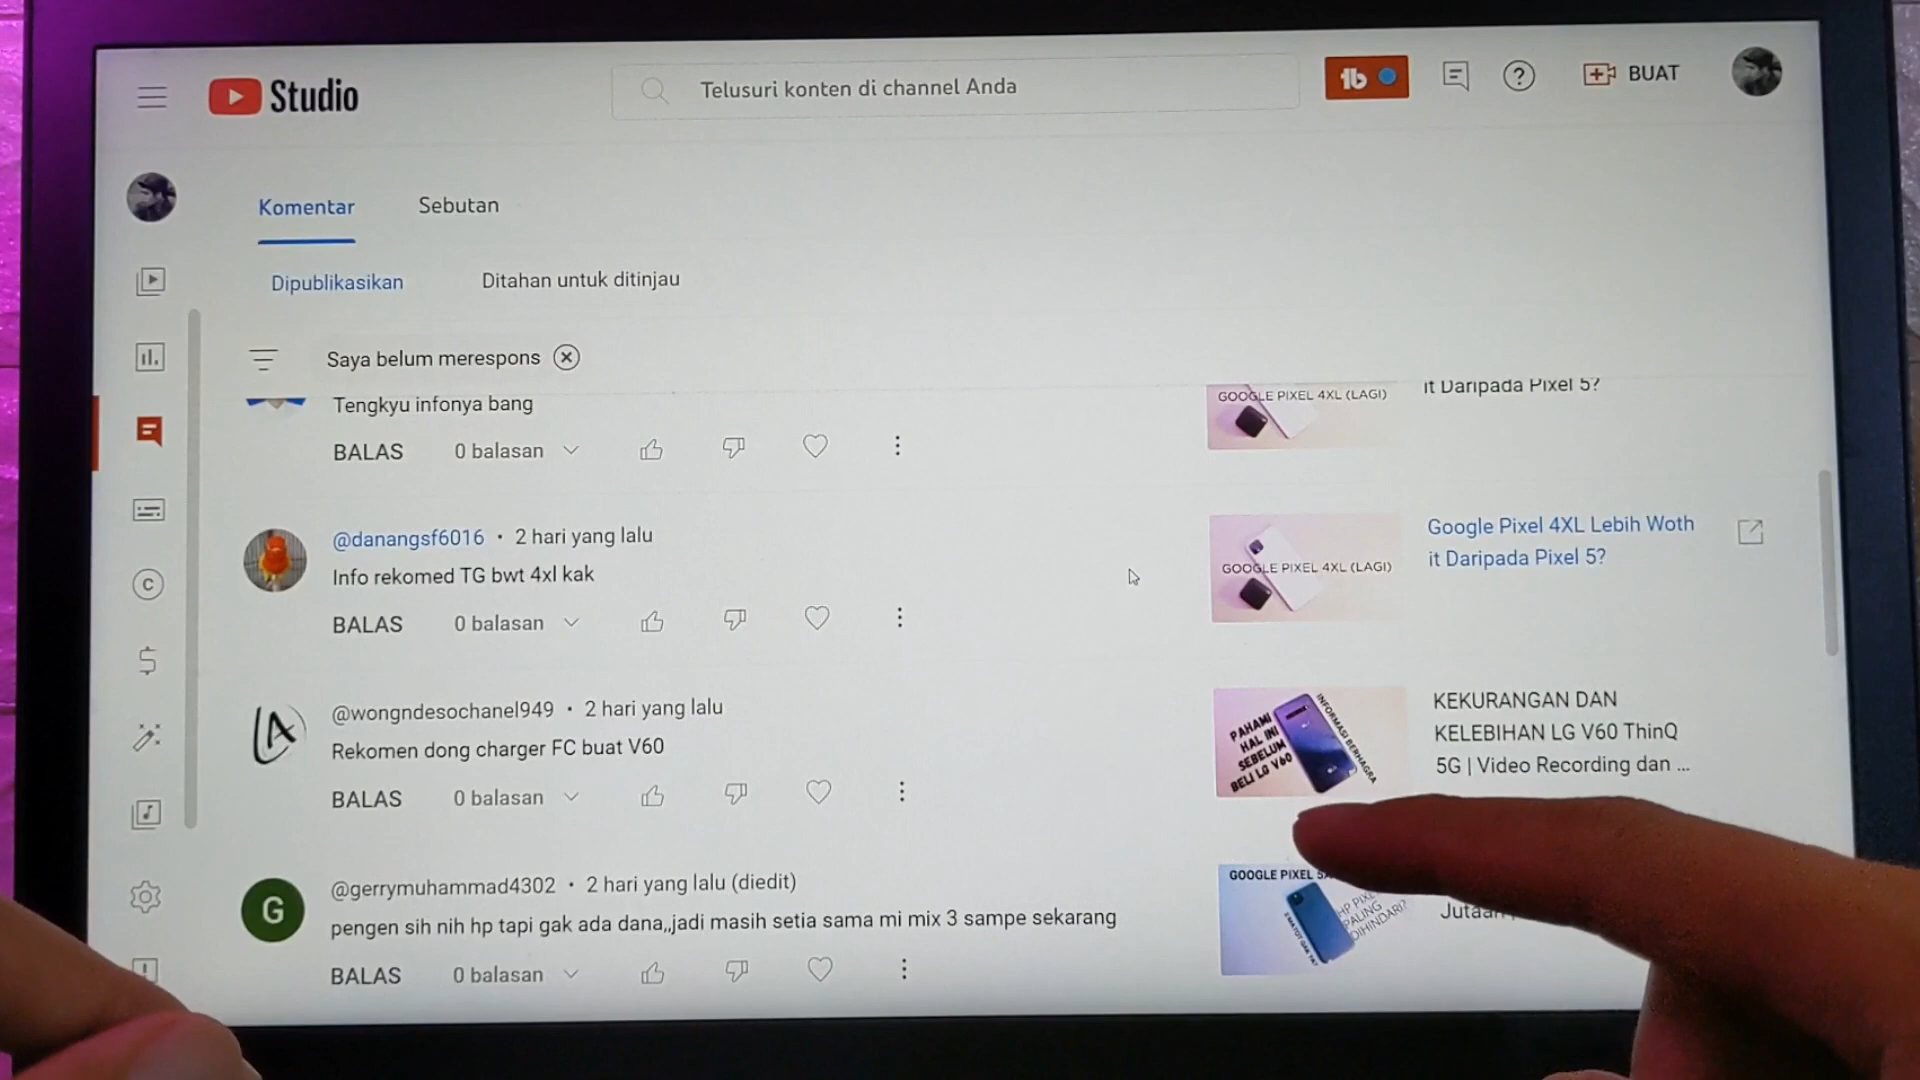 Studio
Telusuri konten di channel Anda
BUAT
Komentar
Sebutan
Dipublikasikan
Ditahan untuk ditinjau
Saya belum merespons
Tengkyu infonya bang
BALAS 0 balasan
GOOGLE PIXEL 4XL (LAGI)
it Daripada Pixel 5?
@danangsf6016 • 2 hari yang lalu
Info rekomed TG bwt 4xl kak
BALAS 0 balasan
GOOGLE PIXEL 4XL (LAGI)
Google Pixel 4XL Lebih Woth
it Daripada Pixel 5?
@wongndesochanel949 • 2 hari yang lalu
Rekomen dong charger FC buat V60
BALAS 0 balasan
PAHAMI
HAL INI
SEBELUM
BELI LG V60
INFORMASI BERHAGRA
KEKURANGAN DAN
KELEBIHAN LG V60 ThinQ
5G | Video Recording dan ...
G
@gerrymuhammad4302 • 2 hari yang lalu (diedit)
pengen sih nih hp tapi gak ada dana,,jadi masih setia sama mi mix 3 sampe sekarang
BALAS 0 balasan
GOOGLE PIXEL
HP PIXEL
PALING
DIHINDARI?